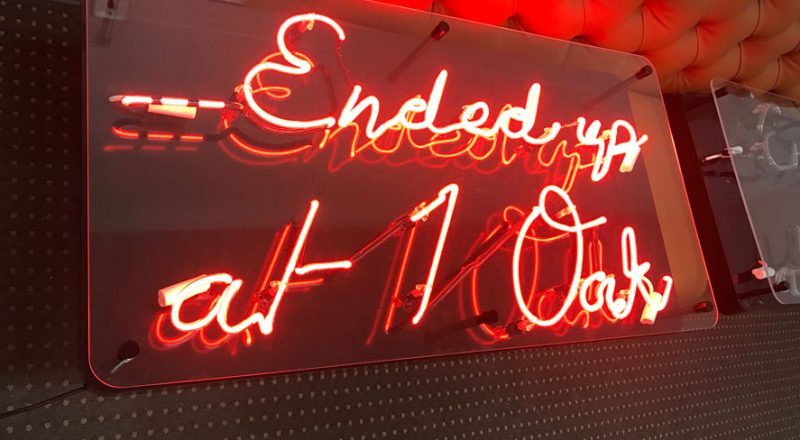 Ended up
at 1 Oak